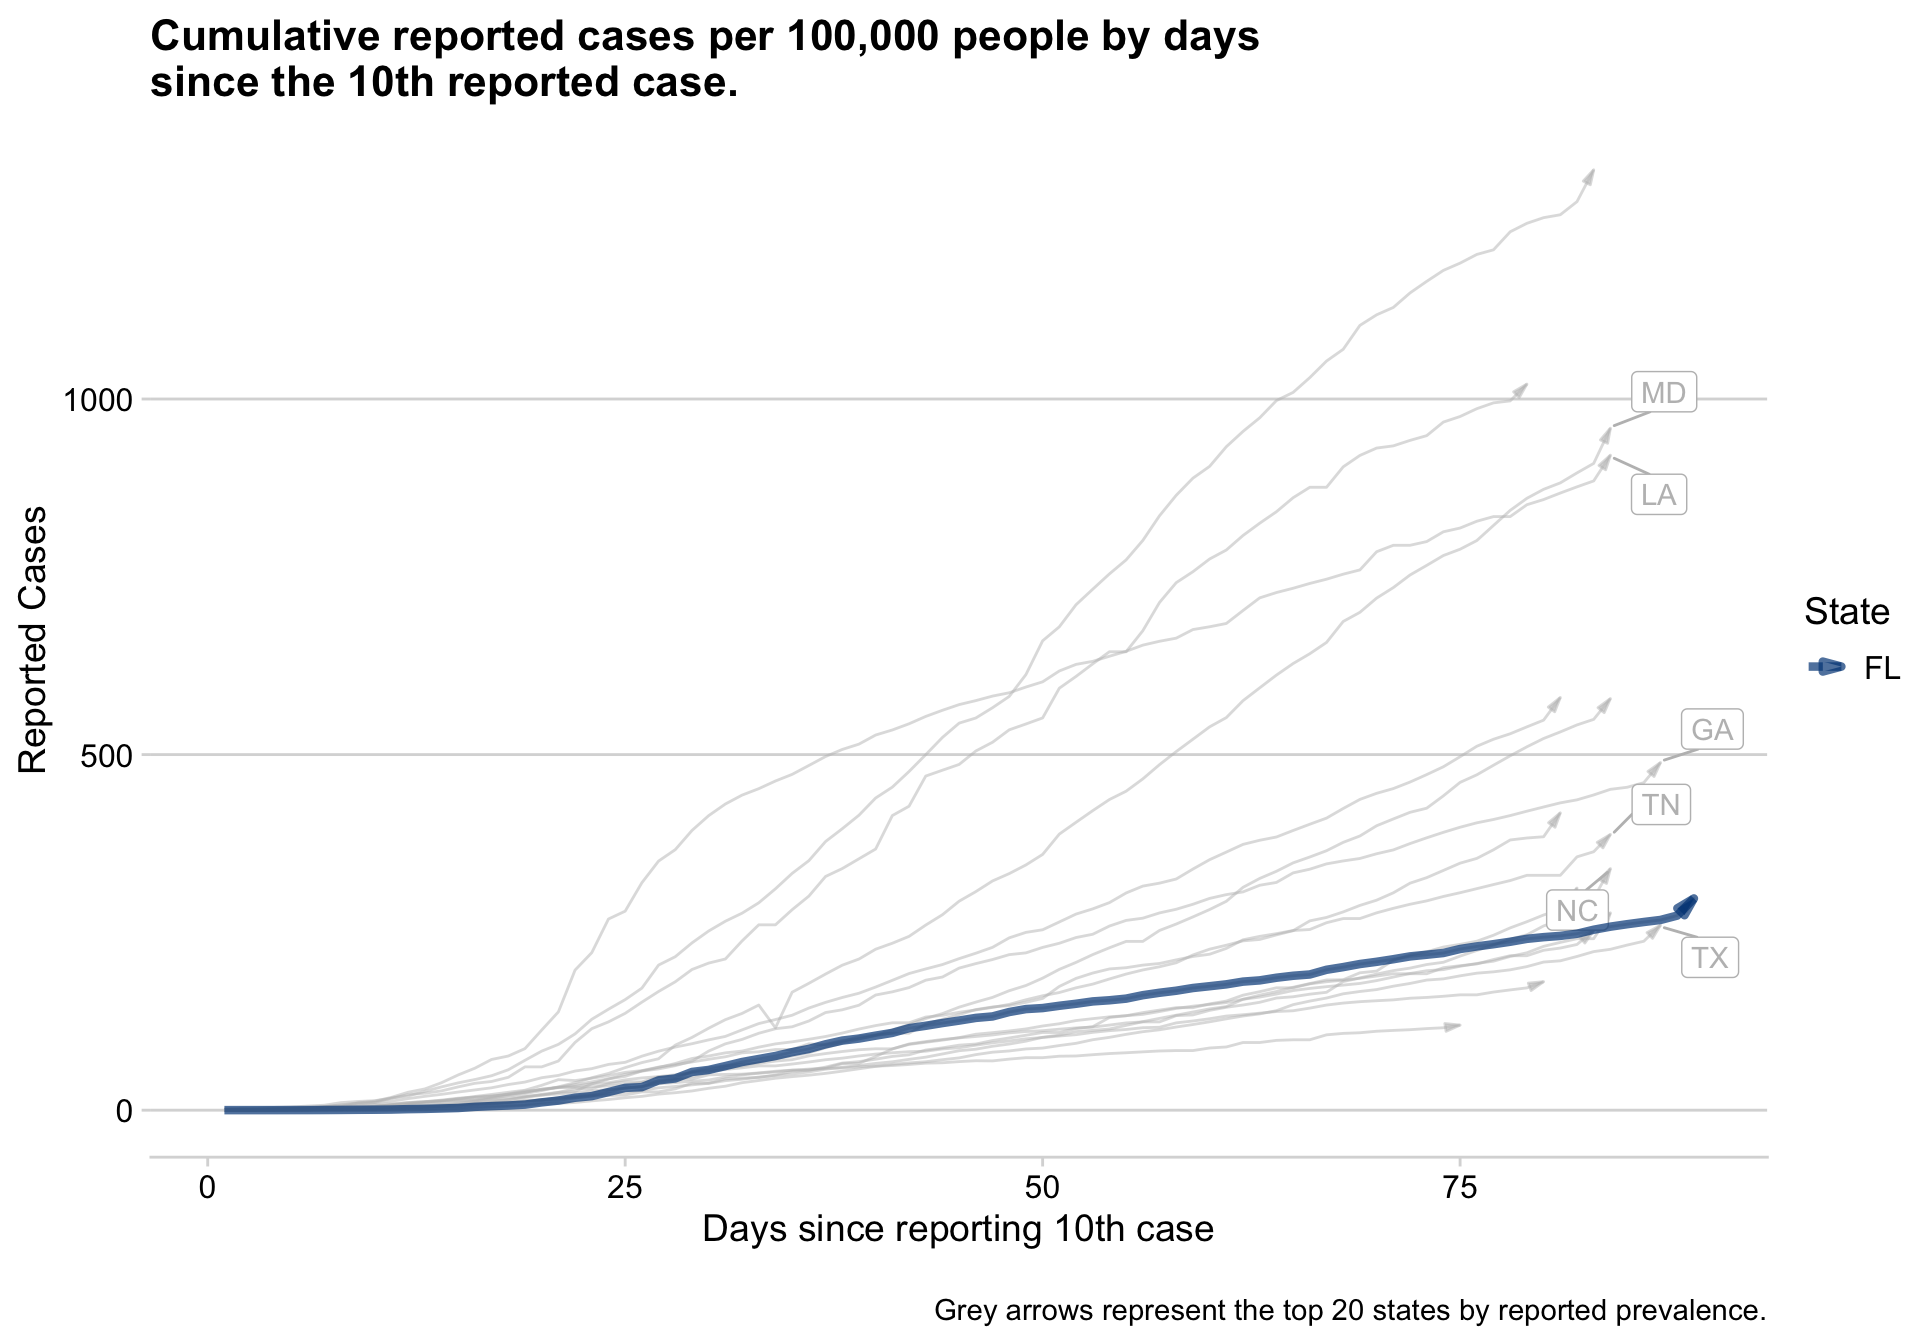 Cumulative reported cases per 100,000 people by days
since the 10th reported case.
1000
500
0
Reported Cases
MD
LA
GA
TN
NC
TX
State
FL
0 25 50 75
Days since reporting 10th case
Grey arrows represent the top 20 states by reported prevalence.